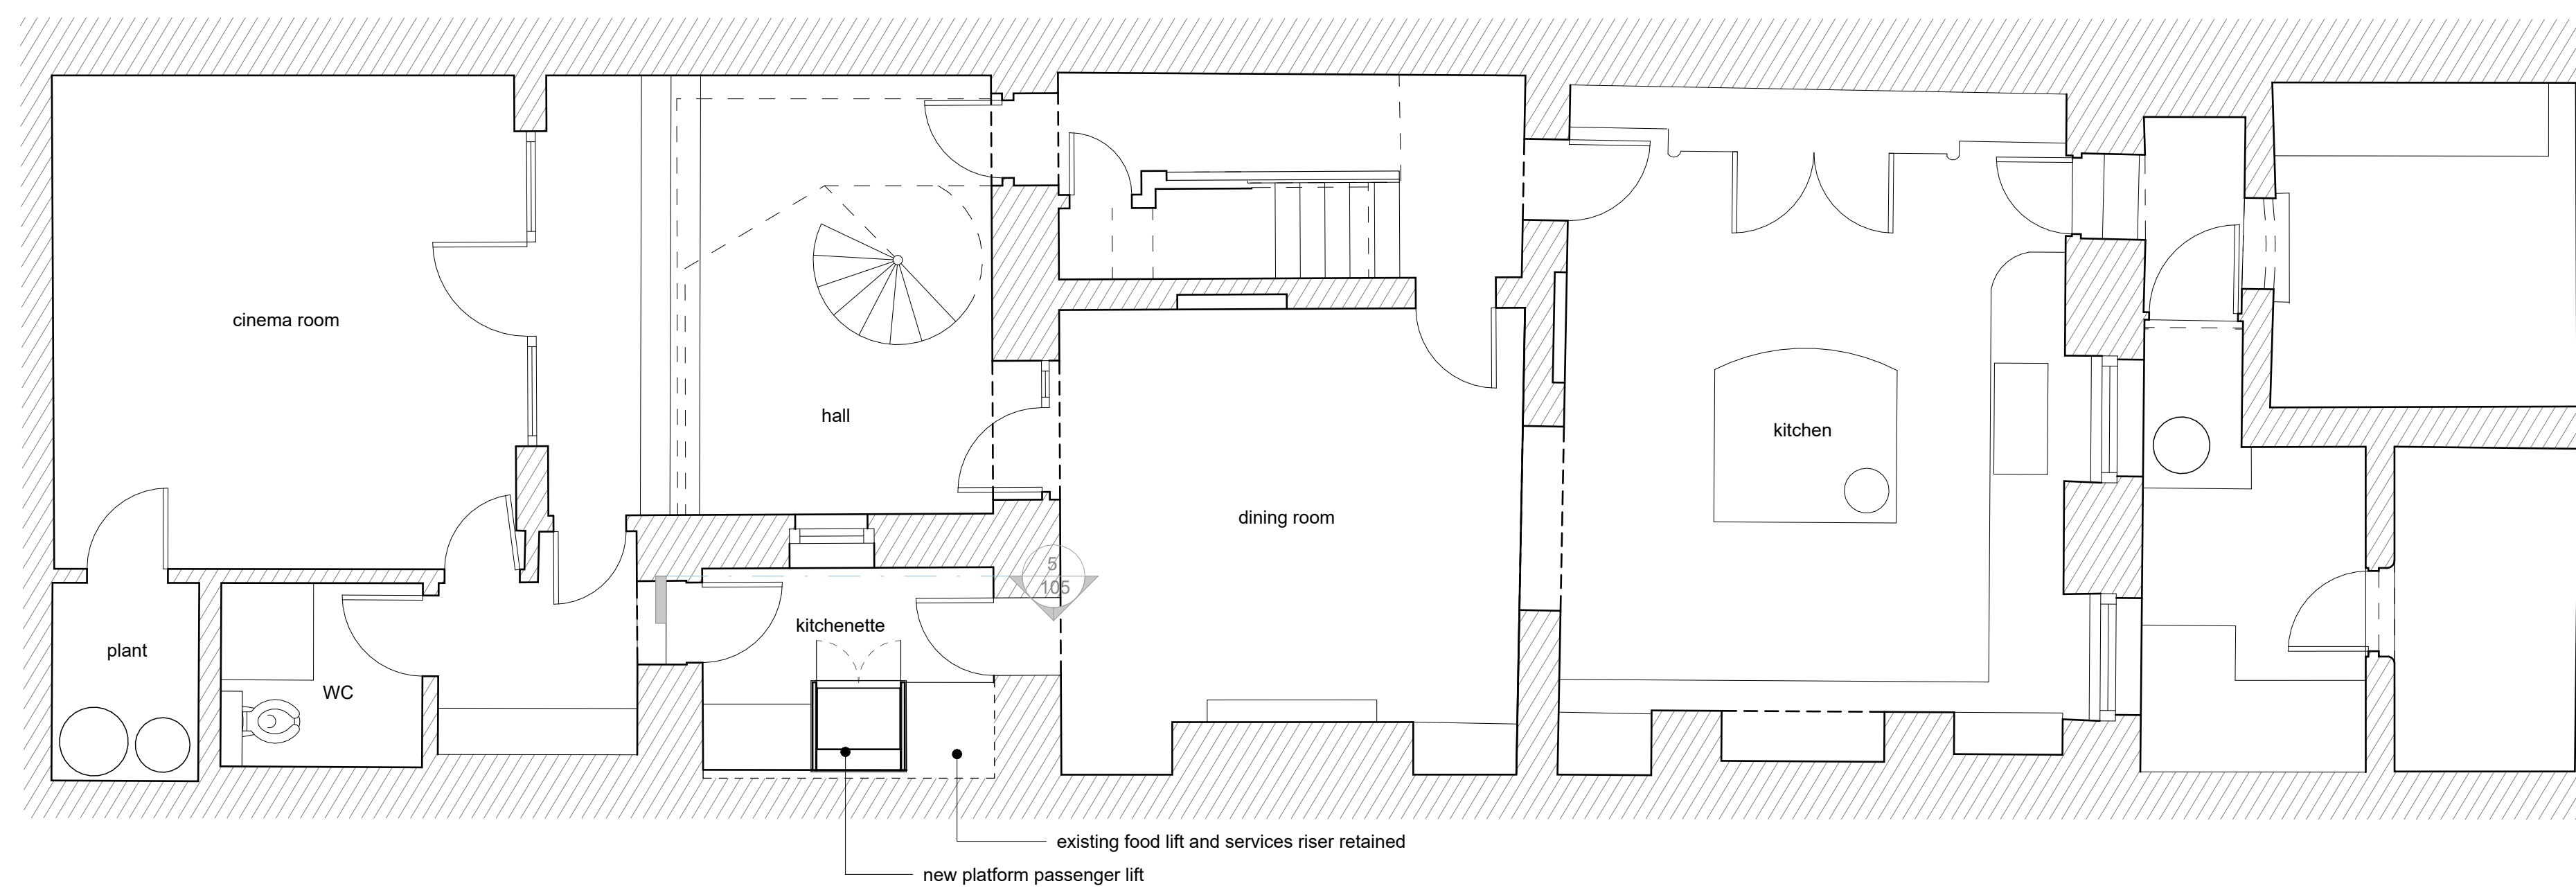 cinema room
hall
kitchen
dining room
5
105
kitchenette
plant
WC
existing food lift and services riser retained
new platform passenger lift